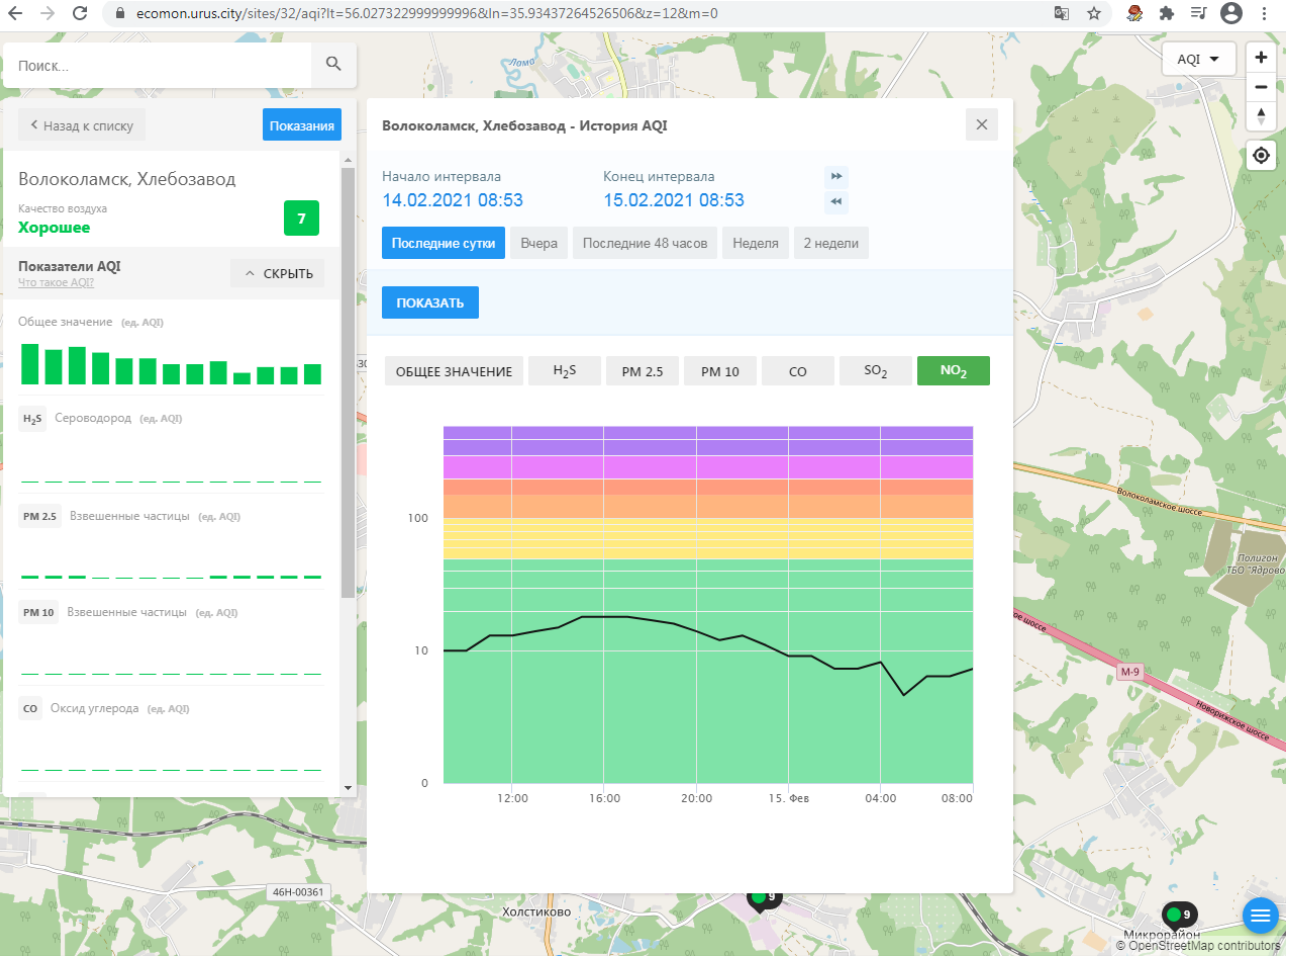 ecomon.urus.city/sites/32/aqi?lt=56.027322999999996&ln=35.93437264526506&z=12&m=0
Поиск...
AQI
Назад к списку
Показания
Волоколамск, Хлебозавод
Качество воздуха
Хорошее
7
Показатели AQI
Что такое AQI?
СКРЫТЬ
Общее значение (ед. AQI)
H2S Сероводород (ед. AQI)
PM 2.5 Взвешенные частицы (ед. AQI)
PM 10 Взвешенные частицы (ед. AQI)
CO Оксид углерода (ед. AQI)
Волоколамск, Хлебозавод - История AQI
Начало интервала
14.02.2021 08:53
Конец интервала
15.02.2021 08:53
Последние сутки Вчера Последние 48 часов Неделя 2 недели
ПОКАЗАТЬ
ОБЩЕЕ ЗНАЧЕНИЕ H2S PM 2.5 PM 10 CO SO2 NO2
100
10
0
12:00 16:00 20:00 15. Фев 04:00 08:00
Лама
Волоколамское шоссе
Полигон
ТБО "Ядрово
М-9
Новорижское шоссе
46Н-00361
Холстиково
9
9
Микрорайон
© OpenStreetMap contributors